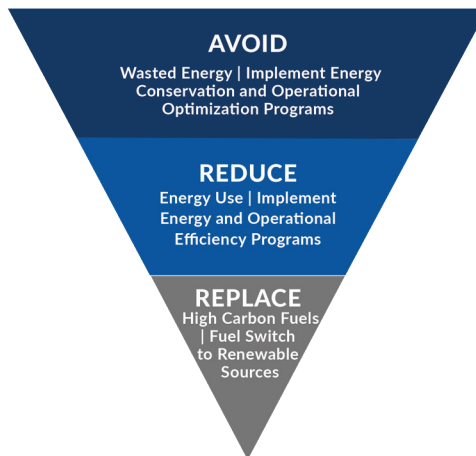 AVOID
Wasted Energy | Implement Energy
Conservation and Operational
Optimization Programs
REDUCE
Energy Use | Implement
Energy and Operational
Efficiency Programs
REPLACE
High Carbon Fuels
| Fuel Switch
to Renewable
Sources